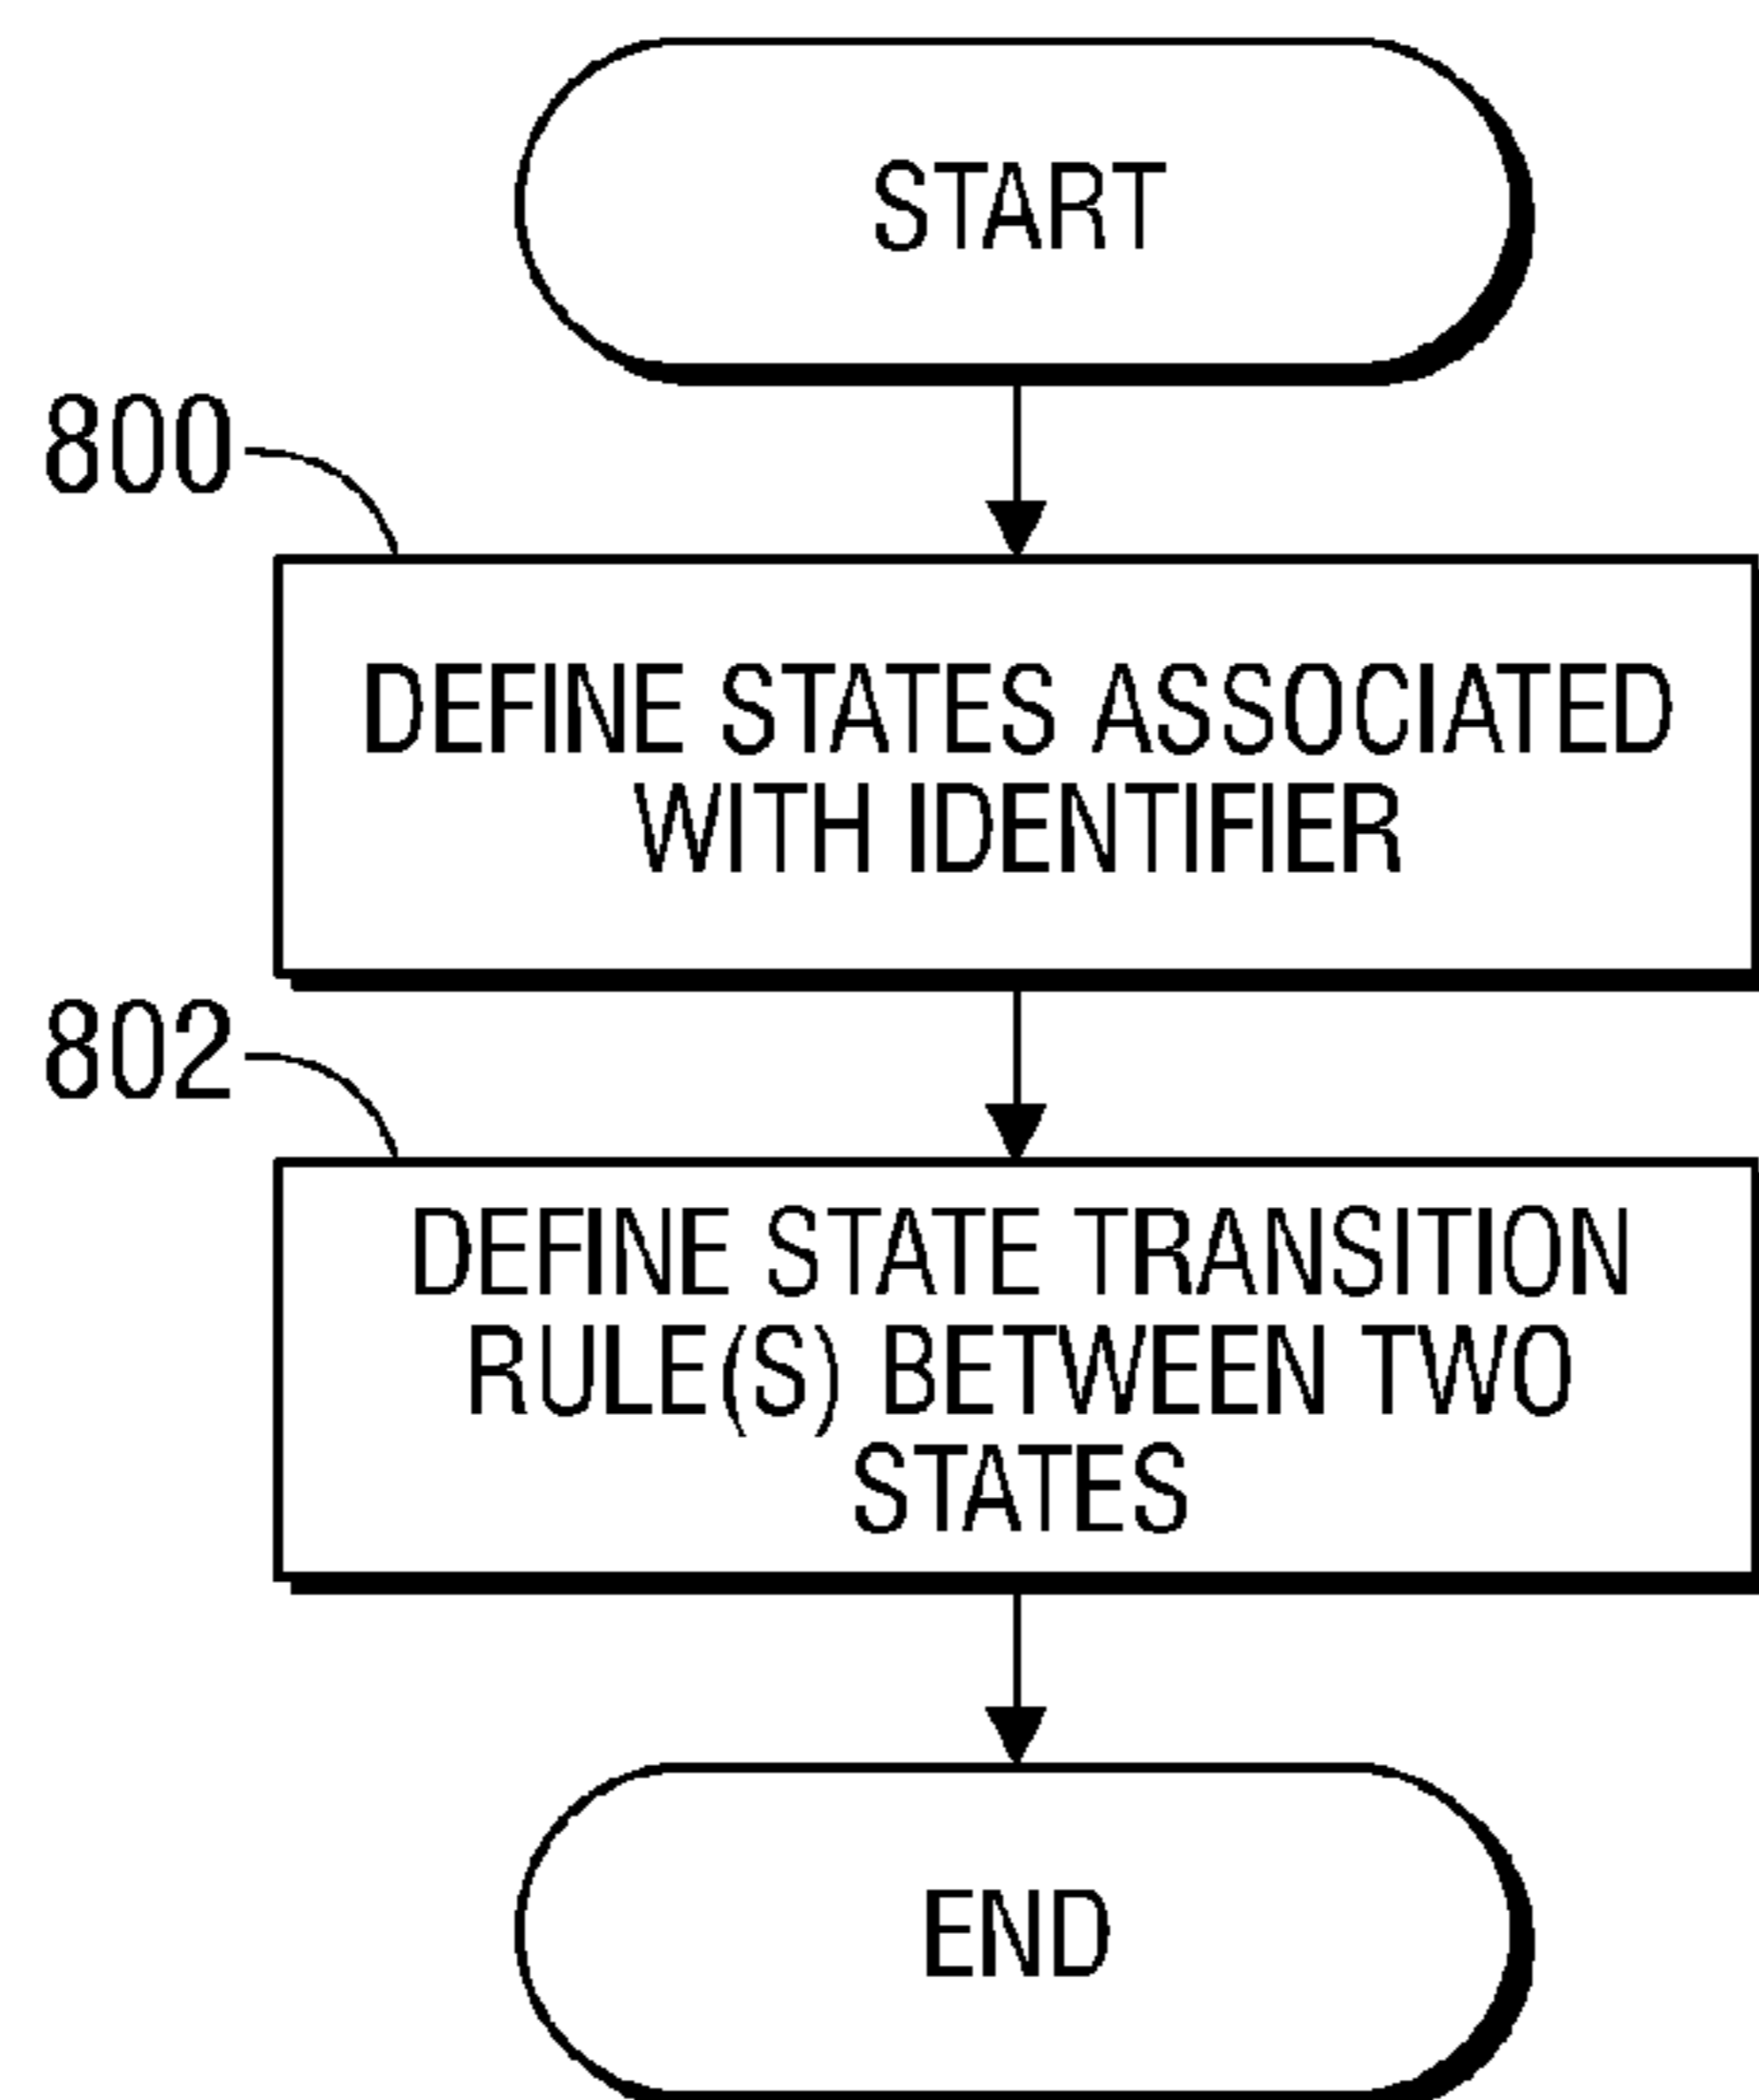 START
800
DEFINE STATES ASSOCIATED
WITH IDENTIFIER
802
DEFINE STATE TRANSITION
RULE(S) BETWEEN TWO
STATES
END